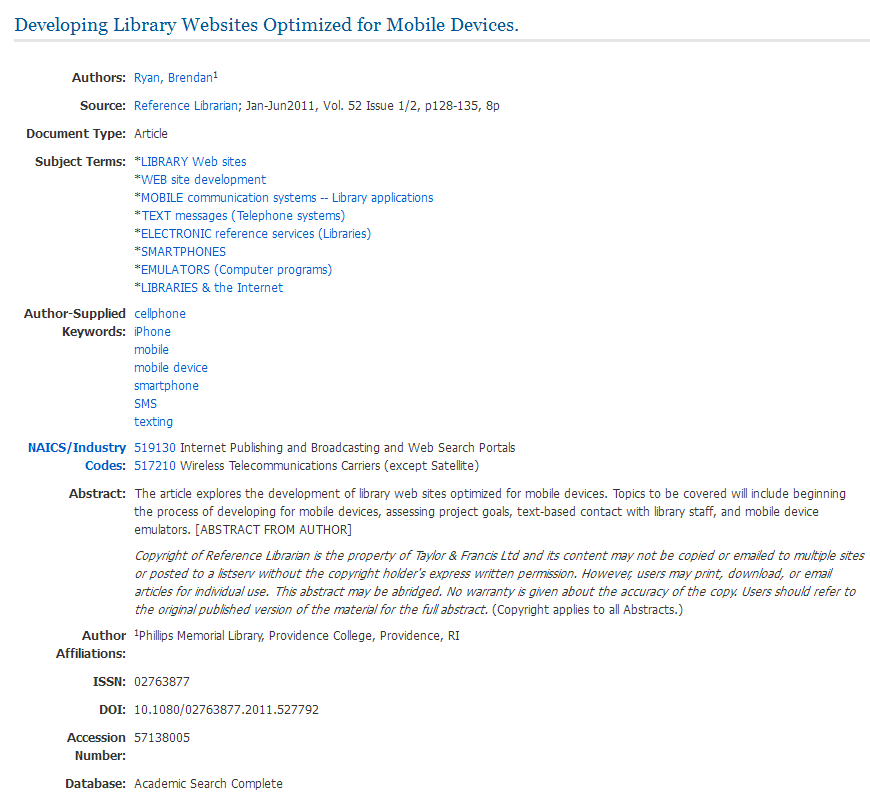 Developing Library Websites Optimized for Mobile Devices.
Authors: Ryan, Brendan¹
Source: Reference Librarian; Jan-Jun2011, Vol. 52 Issue 1/2, p128-135, 8p
Document Type: Article
Subject Terms: *LIBRARY Web sites
*WEB site development
*MOBILE communication systems -- Library applications
*TEXT messages (Telephone systems)
*ELECTRONIC reference services (Libraries)
*SMARTPHONES
*EMULATORS (Computer programs)
*LIBRARIES & the Internet
Author-Supplied cellphone
Keywords: iPhone
mobile
mobile device
smartphone
SMS
texting
NAICS/Industry 519130 Internet Publishing and Broadcasting and Web Search Portals
Codes: 517210 Wireless Telecommunications Carriers (except Satellite)
Abstract: The article explores the development of library web sites optimized for mobile devices. Topics to be covered will include beginning
the process of developing for mobile devices, assessing project goals, text-based contact with library staff, and mobile device
emulators. [ABSTRACT FROM AUTHOR]
Copyright of Reference Librarian is the property of Taylor & Francis Ltd and its content may not be copied or emailed to multiple sites
or posted to a listserv without the copyright holder's express written permission. However, users may print, download, or email
articles for individual use. This abstract may be abridged. No warranty is given about the accuracy of the copy. Users should refer to
the original published version of the material for the full abstract. (Copyright applies to all Abstracts.)
Author ¹Phillips Memorial Library, Providence College, Providence, RI
Affiliations:
ISSN: 02763877
DOI: 10.1080/02763877.2011.527792
Accession 57138005
Number:
Database: Academic Search Complete